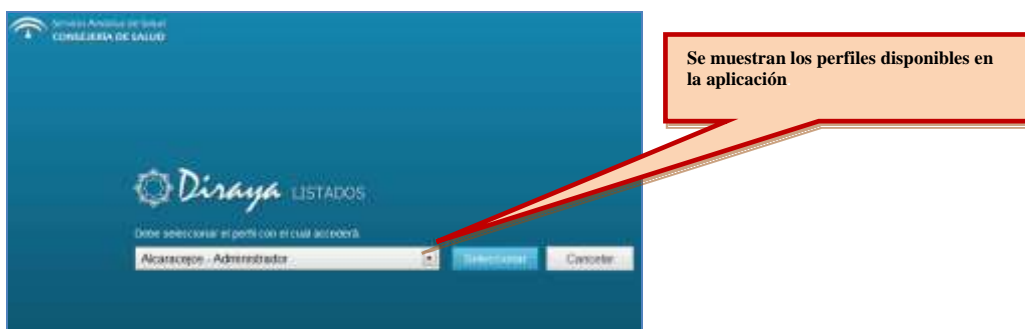 Servicio Andaluz de Salud
CONSEJERÍA DE SALUD
Se muestran los perfiles disponibles en
la aplicación
Diraya LISTADOS
Debe seleccionar el perfil con el cual accederá
Alcaracejos - Administrador
Seleccionar
Cancelar